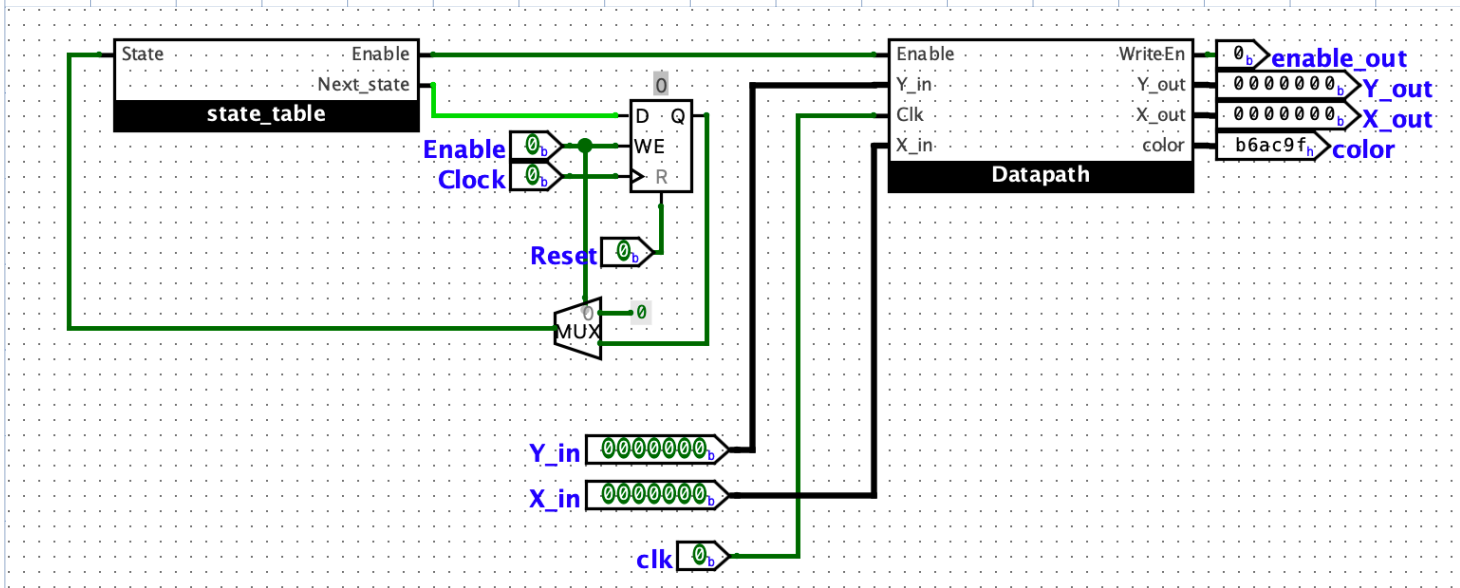 State Enable
Next_state
state_table
Enable WriteEn
Y_in Y_out
Clk X_out
X_in color
Datapath
0b enable_out
0000000b Y_out
0000000b X_out
b6ac9fh color
0
D Q
WE
R
Enable 0b
Clock 0b
Reset 0b
0 0
MUX
Y_in 0000000b
X_in 0000000b
clk 0b